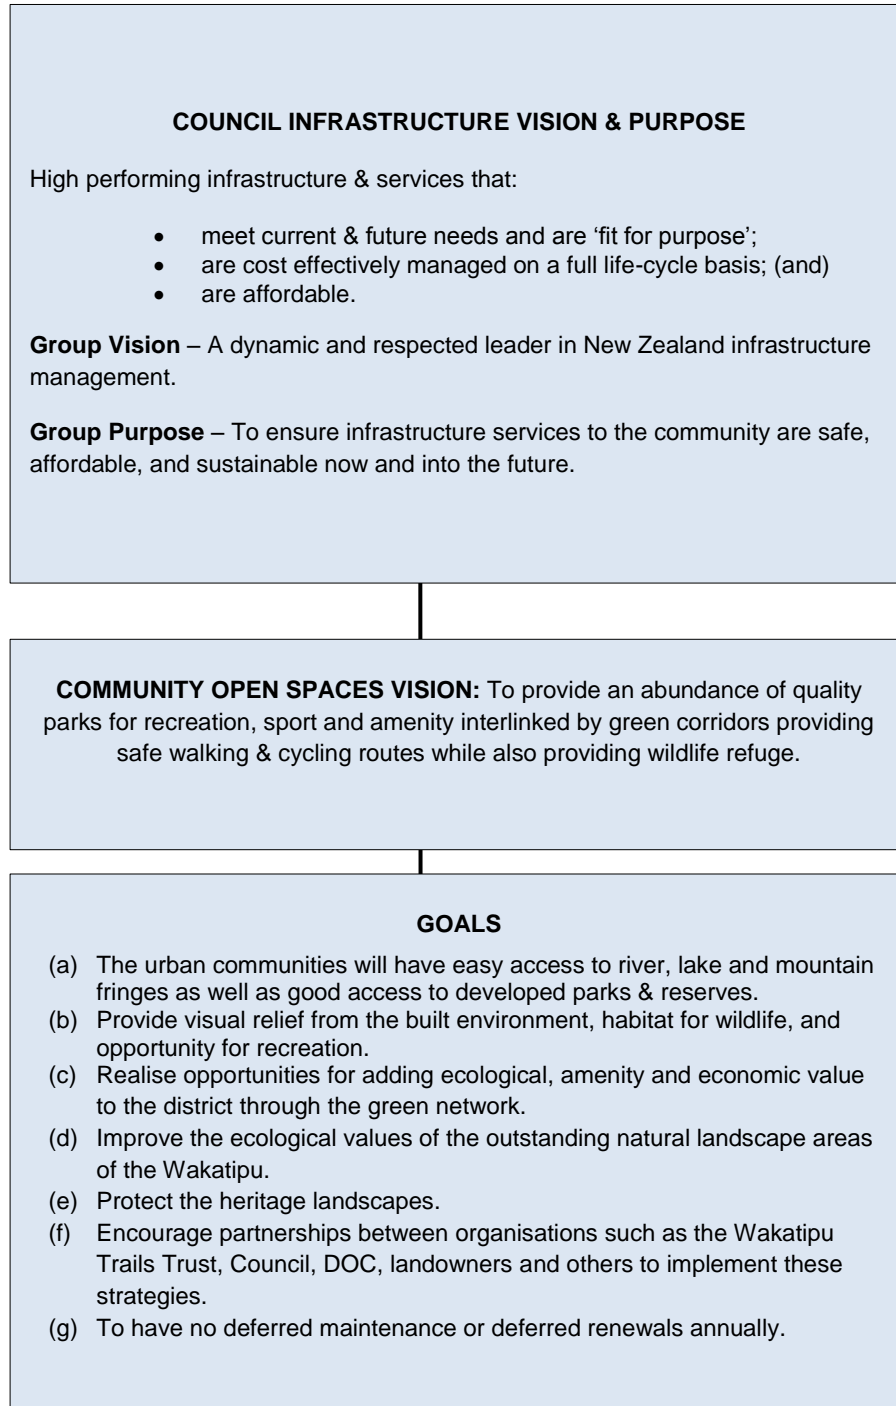 COUNCIL INFRASTRUCTURE VISION & PURPOSE
High performing infrastructure & services that:
• meet current & future needs and are ‘fit for purpose’;
• are cost effectively managed on a full life-cycle basis; (and)
• are affordable.
Group Vision – A dynamic and respected leader in New Zealand infrastructure
management.
Group Purpose – To ensure infrastructure services to the community are safe,
affordable, and sustainable now and into the future.
COMMUNITY OPEN SPACES VISION: To provide an abundance of quality
parks for recreation, sport and amenity interlinked by green corridors providing
safe walking & cycling routes while also providing wildlife refuge.
GOALS
(a) The urban communities will have easy access to river, lake and mountain
fringes as well as good access to developed parks & reserves.
(b) Provide visual relief from the built environment, habitat for wildlife, and
opportunity for recreation.
(c) Realise opportunities for adding ecological, amenity and economic value
to the district through the green network.
(d) Improve the ecological values of the outstanding natural landscape areas
of the Wakatipu.
(e) Protect the heritage landscapes.
(f) Encourage partnerships between organisations such as the Wakatipu
Trails Trust, Council, DOC, landowners and others to implement these
strategies.
(g) To have no deferred maintenance or deferred renewals annually.